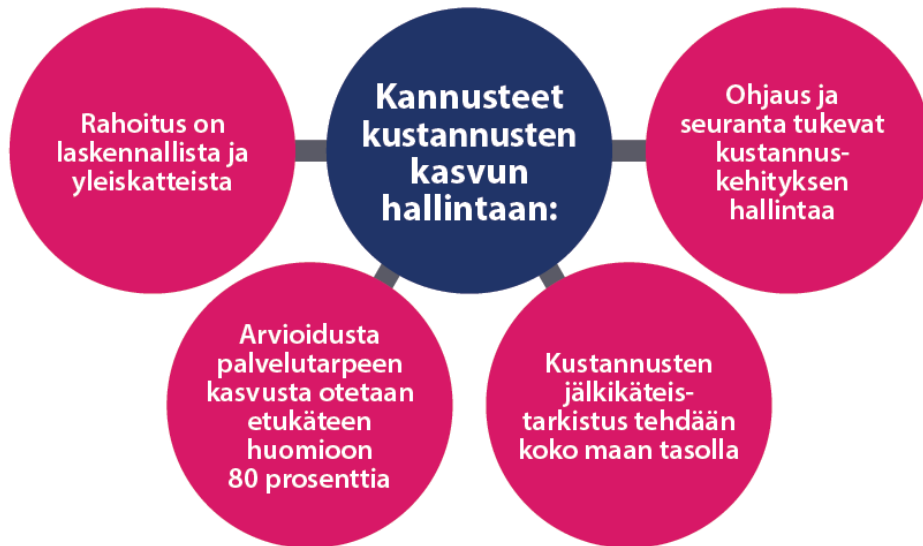 Kannusteet
kustannusten
kasvun
hallintaan:
Rahoitus on
laskennallista ja
yleiskatteista
Arvioidusta
palvelutarpeen
kasvusta otetaan
etukäteen
huomioon
80 prosenttia
Kustannusten
jälkikäteis-
tarkistus tehdään
koko maan tasolla
Ohjaus ja
seuranta tukevat
kustannus-
kehityksen
hallintaa